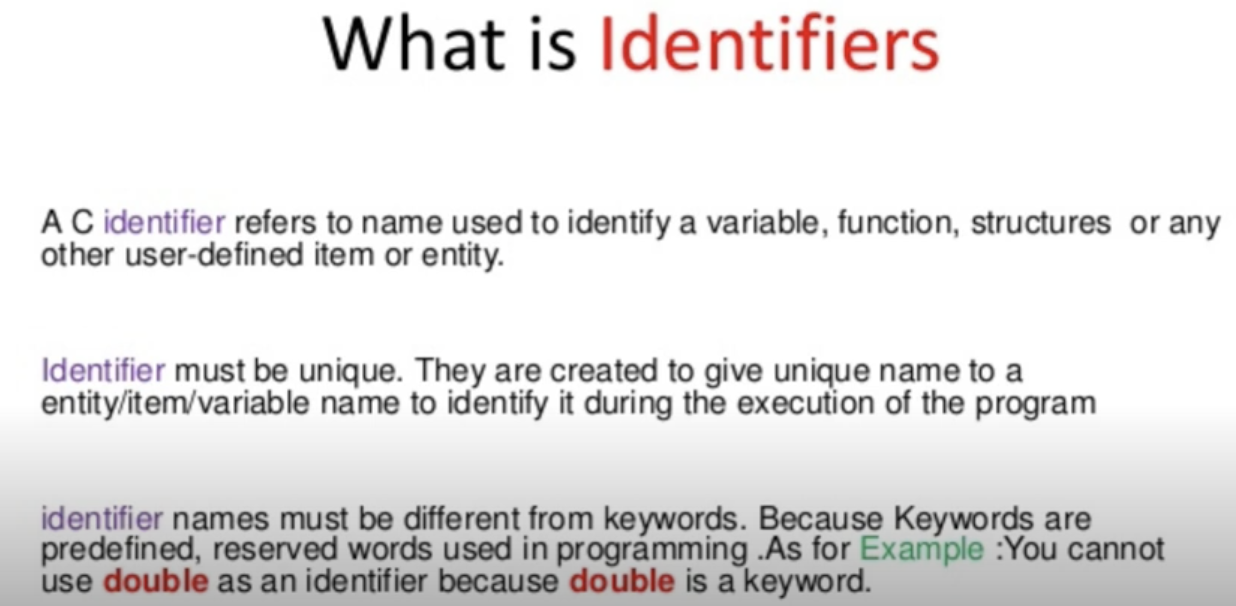 What is Identifiers
A C identifier refers to name used to identify a variable, function, structures or any
other user-defined item or entity.
Identifier must be unique. They are created to give unique name to a
entity/item/variable name to identify it during the execution of the program
identifier names must be different from keywords. Because Keywords are
predefined, reserved words used in programming .As for Example :You cannot
use double as an identifier because double is a keyword.